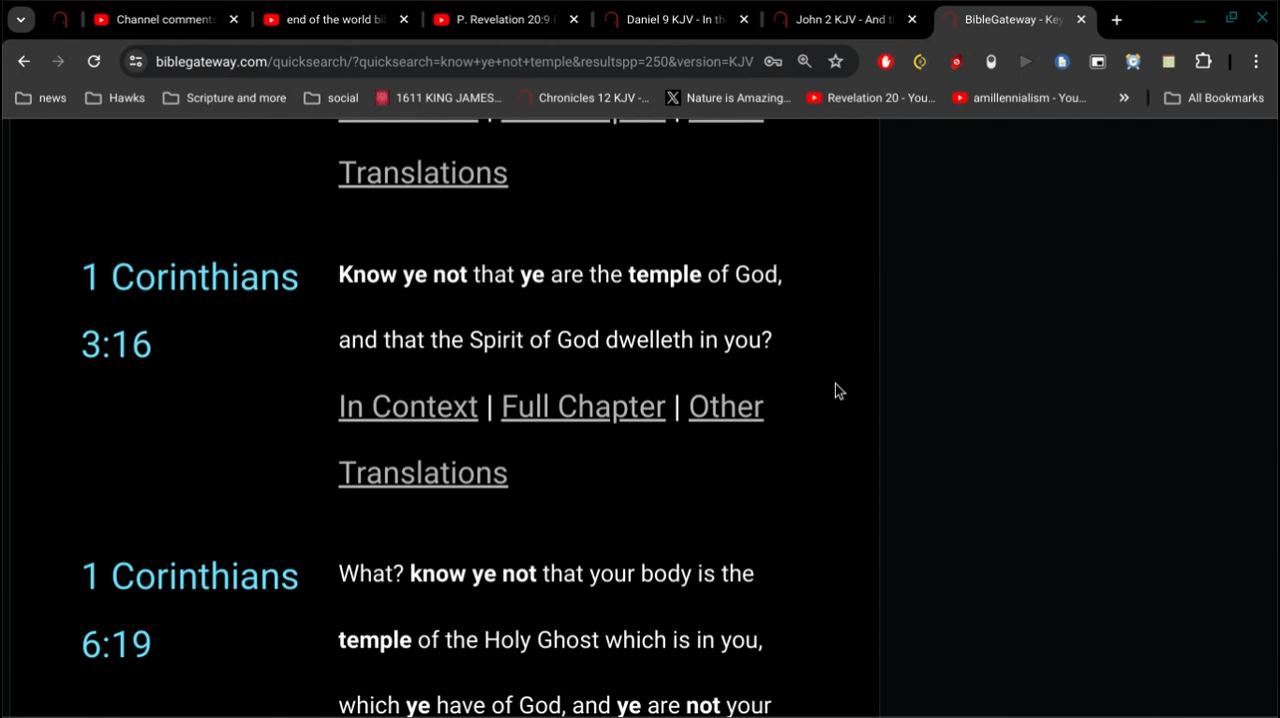 Channel comment
end of the world bi
P. Revelation 20:9
Daniel 9 KJV - In th
John 2 KJV - And t
BibleGateway - Key
biblegateway.com/quicksearch/?quicksearch=know+ye+not+temple&resultspp=250&version=KJV
news
Hawks
Scripture and more
social
1611 KING JAMES...
Chronicles 12 KJV -...
Nature is Amazing...
Revelation 20 - You...
amillennialism - You...
»
All Bookmarks
Translations
1 Corinthians
3:16
Know ye not that ye are the temple of God,
and that the Spirit of God dwelleth in you?
In Context | Full Chapter | Other
Translations
1 Corinthians
6:19
What? know ye not that your body is the
temple of the Holy Ghost which is in you,
which ye have of God, and ye are not your